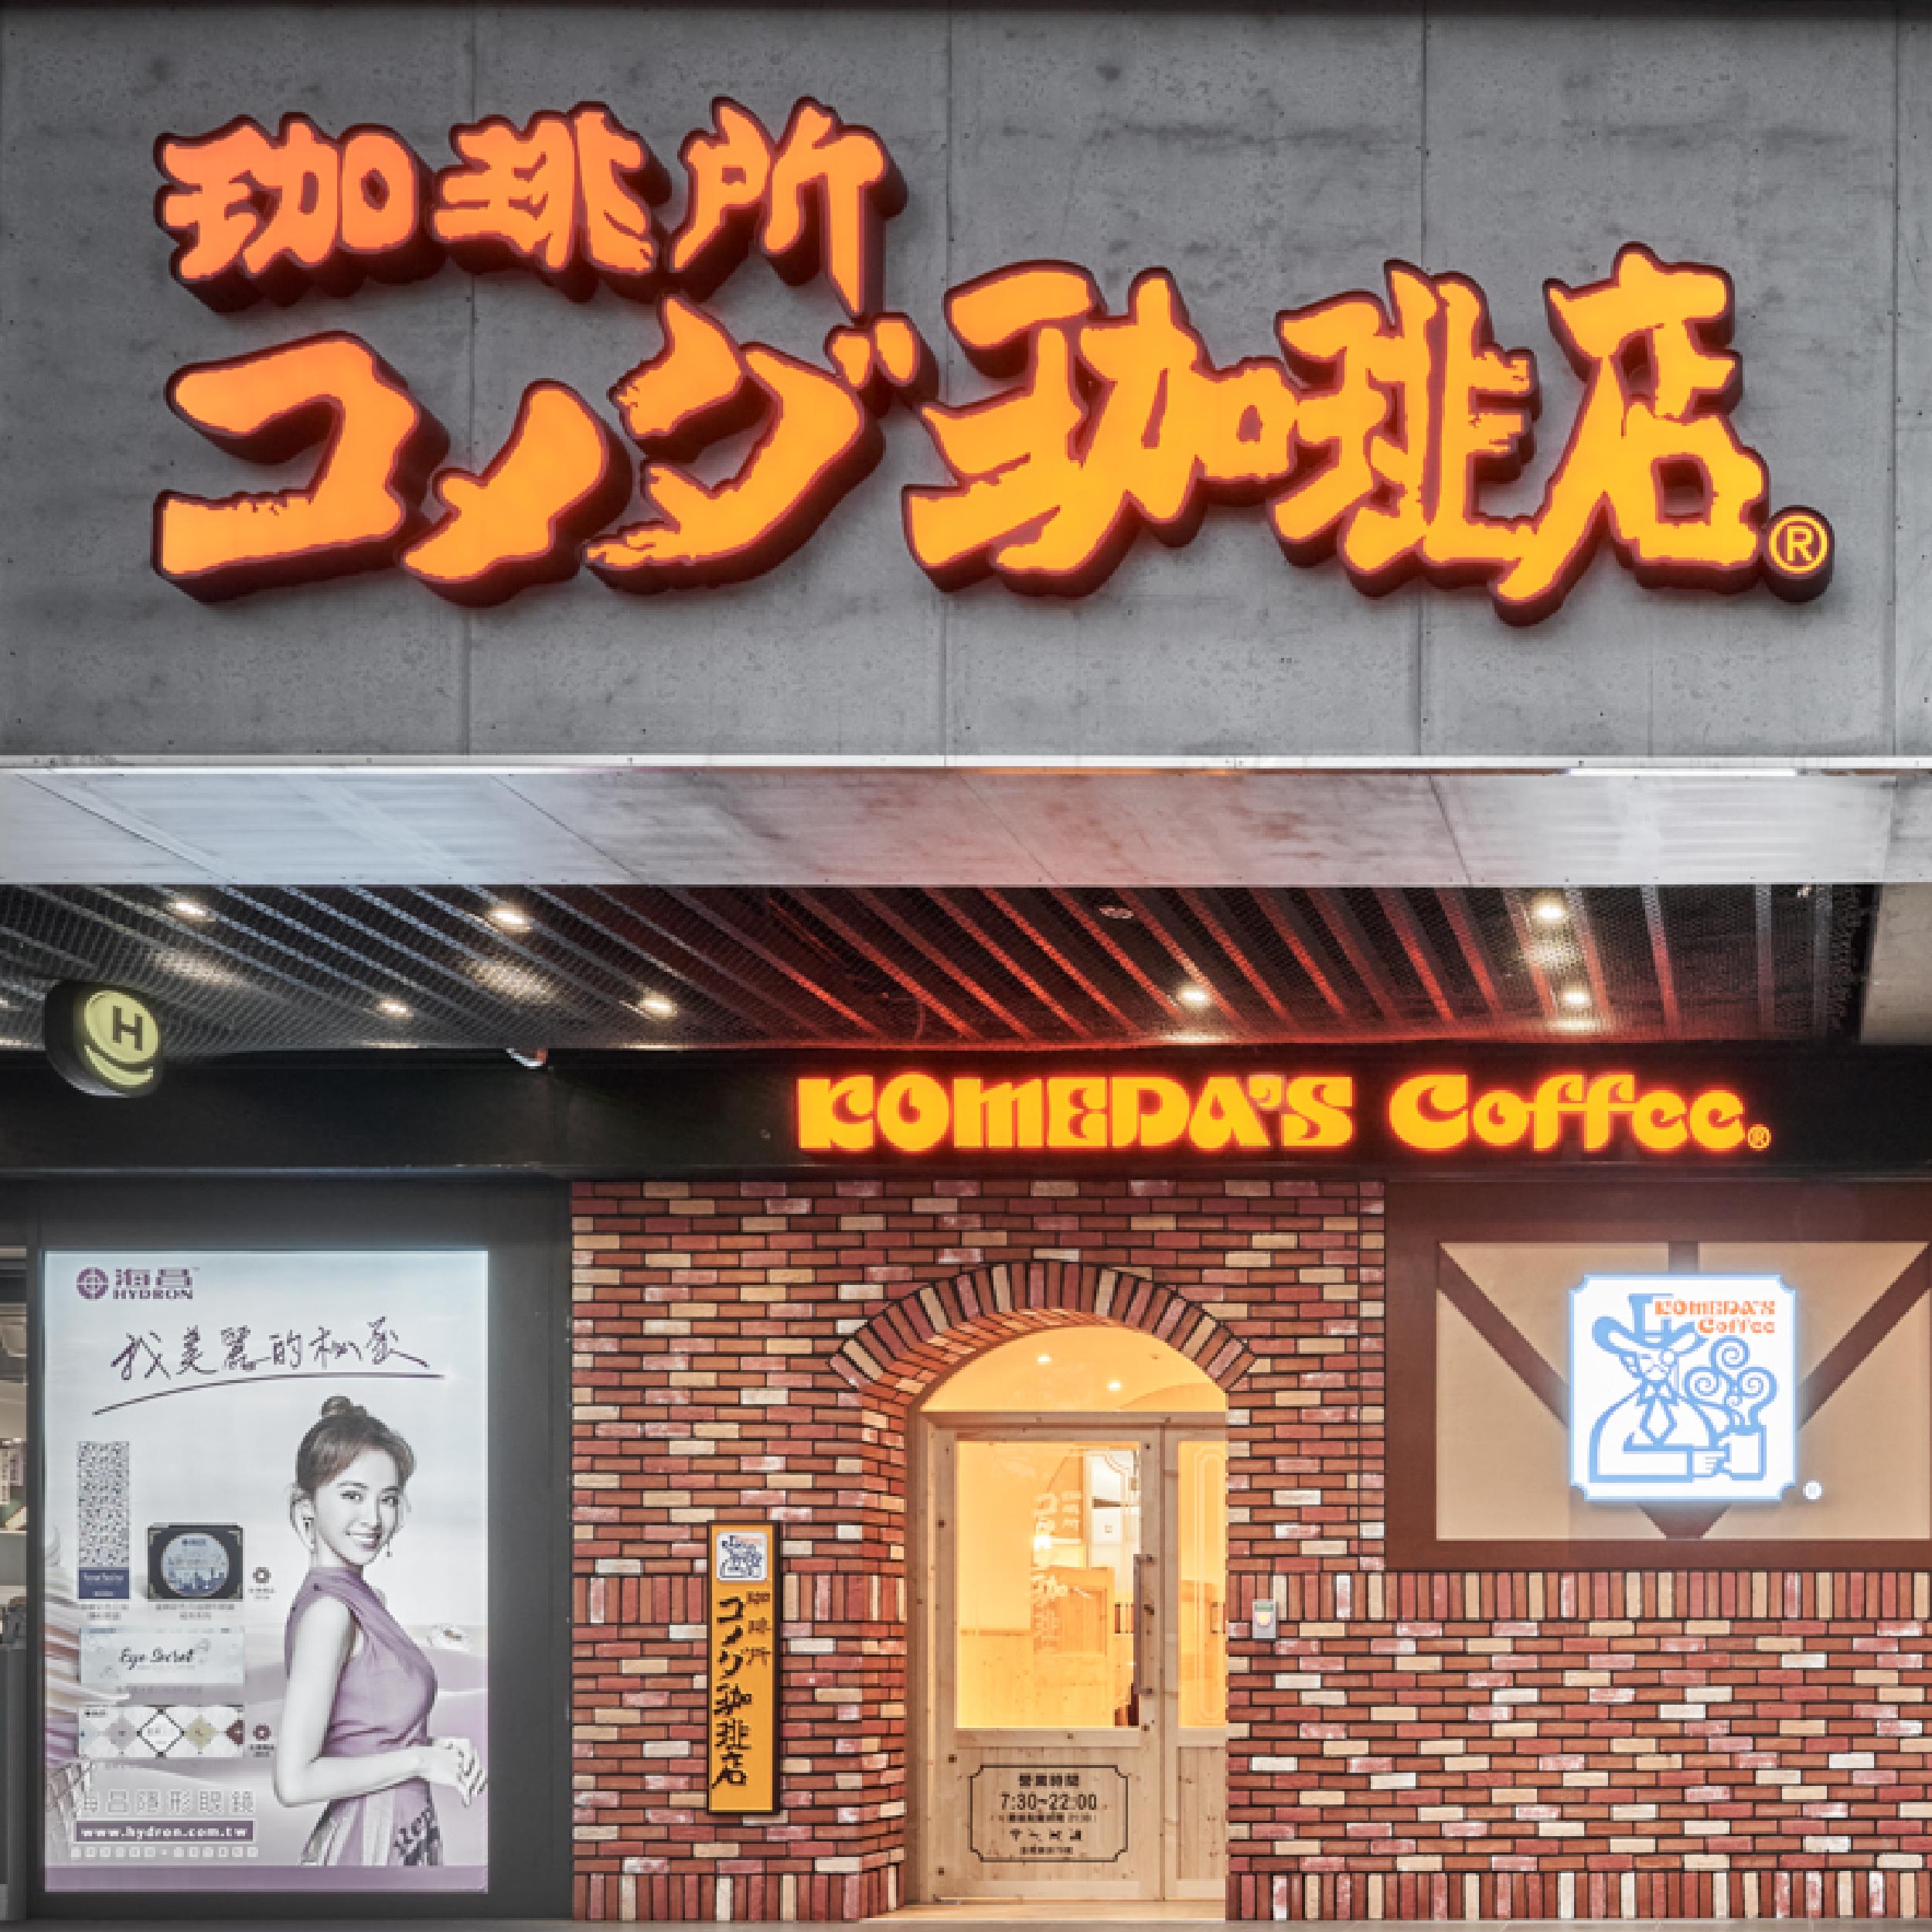 珈琲所
コメダ珈琲店®
H
KOMEDA'S Coffee®
海昌
HYDRON
我美麗的秘密
Eye Secret
海昌隱形眼鏡
www.hydron.com.tw
珈琲所
コメダ珈琲店
營業時間
7:30~22:00
KOMEDA'S
Coffee
®